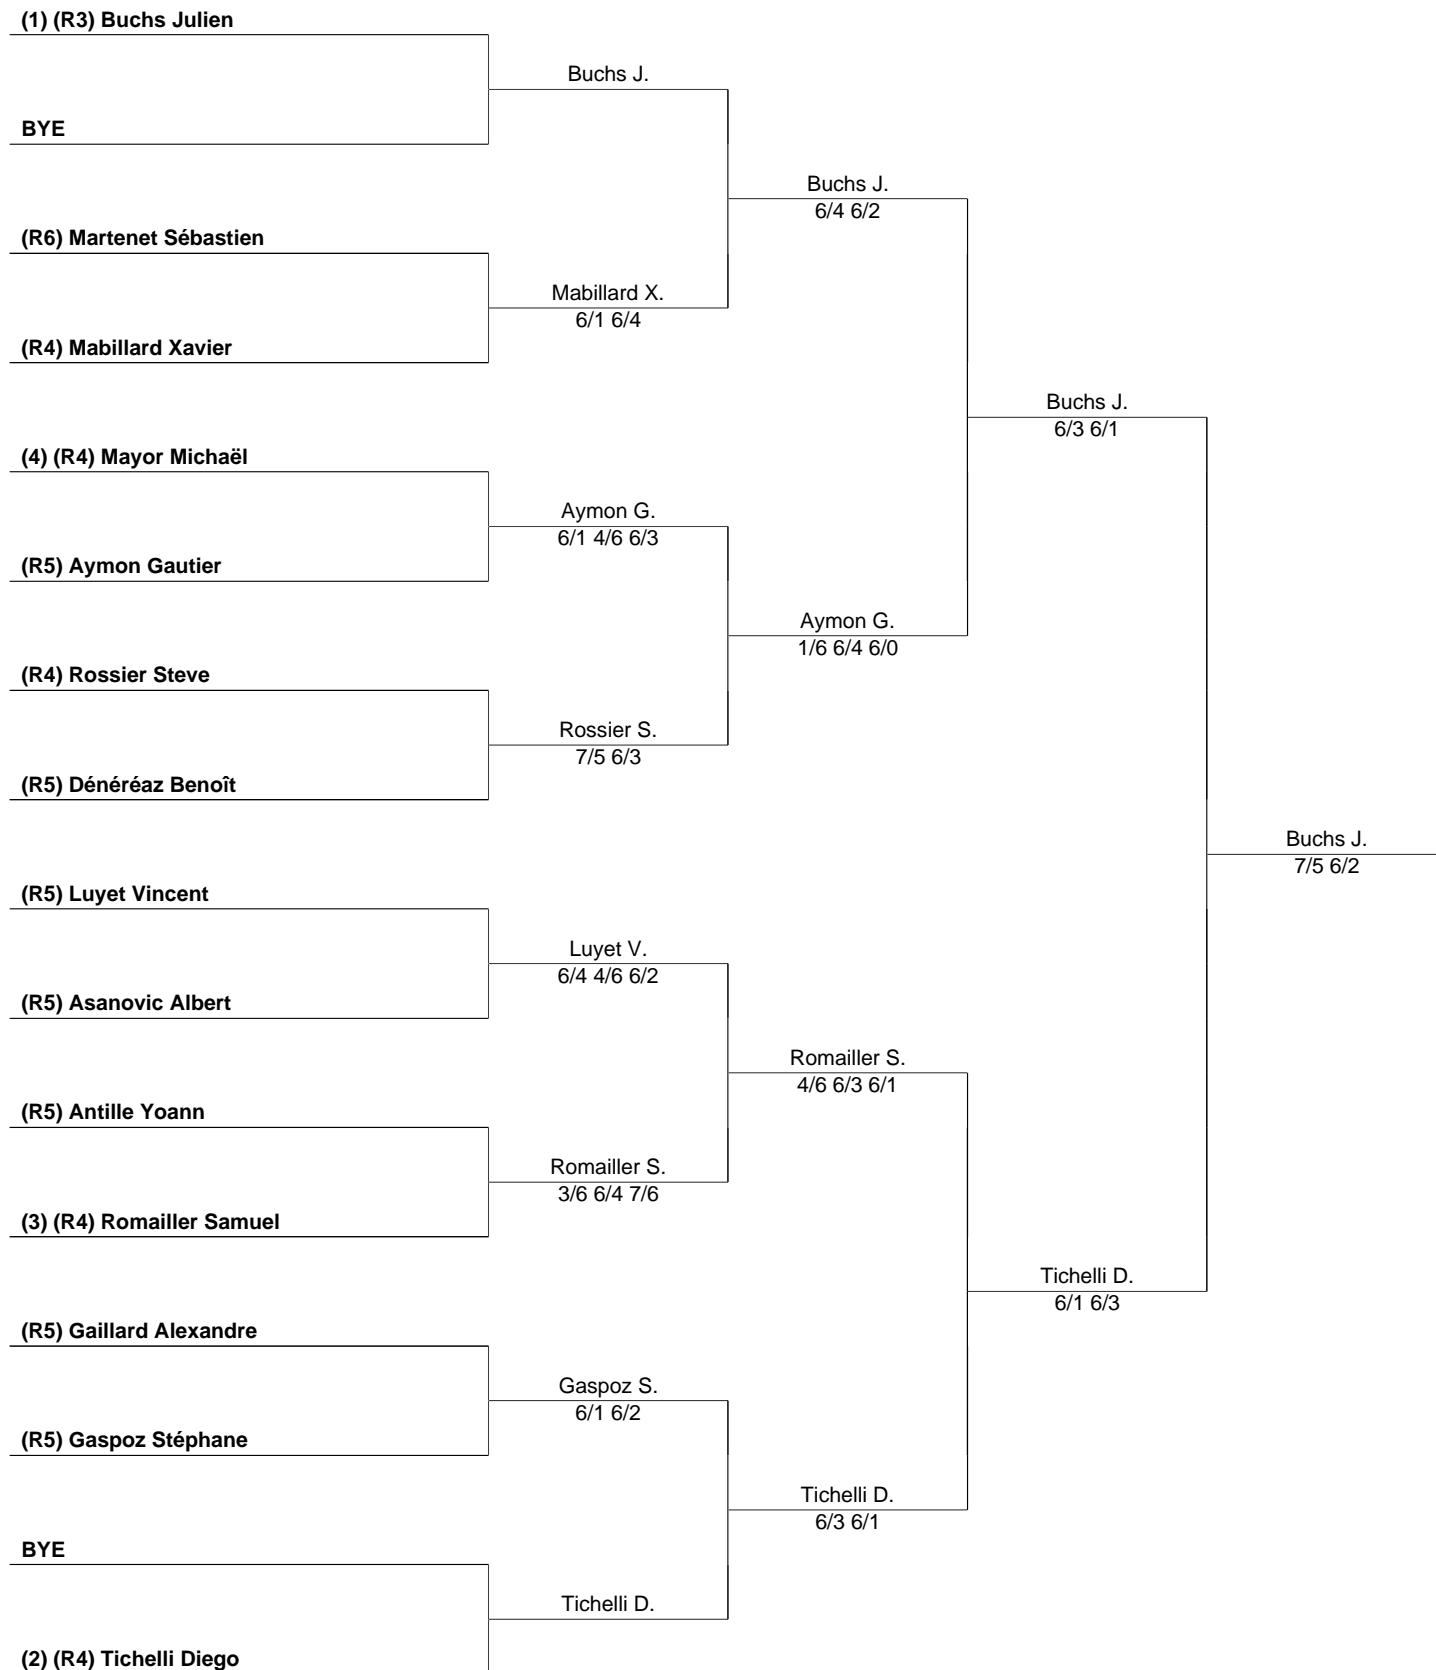 (1) (R3) Buchs Julien
Buchs J.
BYE
Buchs J.
6/4 6/2
(R6) Martenet Sébastien
Mabillard X.
6/1 6/4
(R4) Mabillard Xavier
Buchs J.
6/3 6/1
(4) (R4) Mayor Michaël
Aymon G.
6/1 4/6 6/3
(R5) Aymon Gautier
Aymon G.
1/6 6/4 6/0
(R4) Rossier Steve
Rossier S.
7/5 6/3
(R5) Dénéréaz Benoît
Buchs J.
7/5 6/2
(R5) Luyet Vincent
Luyet V.
6/4 4/6 6/2
(R5) Asanovic Albert
Romailler S.
4/6 6/3 6/1
(R5) Antille Yoann
Romailler S.
3/6 6/4 7/6
(3) (R4) Romailler Samuel
Tichelli D.
6/1 6/3
(R5) Gaillard Alexandre
Gaspoz S.
6/1 6/2
(R5) Gaspoz Stéphane
Tichelli D.
6/3 6/1
BYE
Tichelli D.
(2) (R4) Tichelli Diego